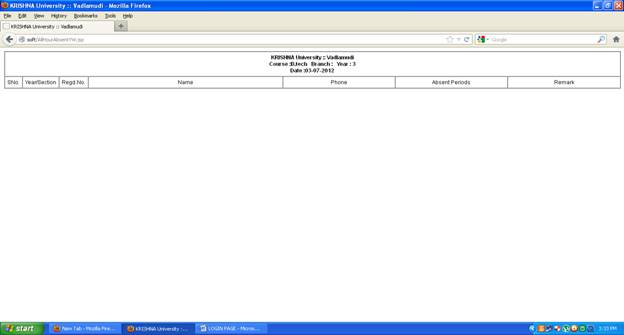 KRISHNA University :: Vadlamudi - Mozilla Firefox
File Edit View History Bookmarks Tools Help
KRISHNA University :: Vadlamudi
soft/AllHourAbsentYW.jsp
Google
KRISHNA University :: Vadlamudi
Course :B.tech Branch : Year : 3
Date :03-07-2012
SNo Year/Section Regd.No. Name Phone Absent Periods Remark
start New Tab - Mozilla Fire... KRISHNA University :... LOGIN PAGE - Micros... 3:33 PM